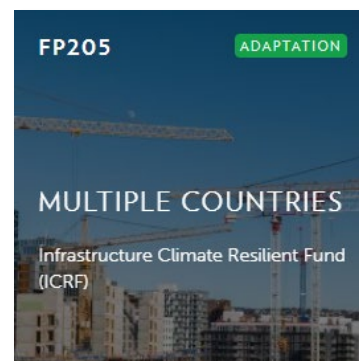 FP205
ADAPTATION
MULTIPLE COUNTRIES
Infrastructure Climate Resilient Fund
(ICRF)